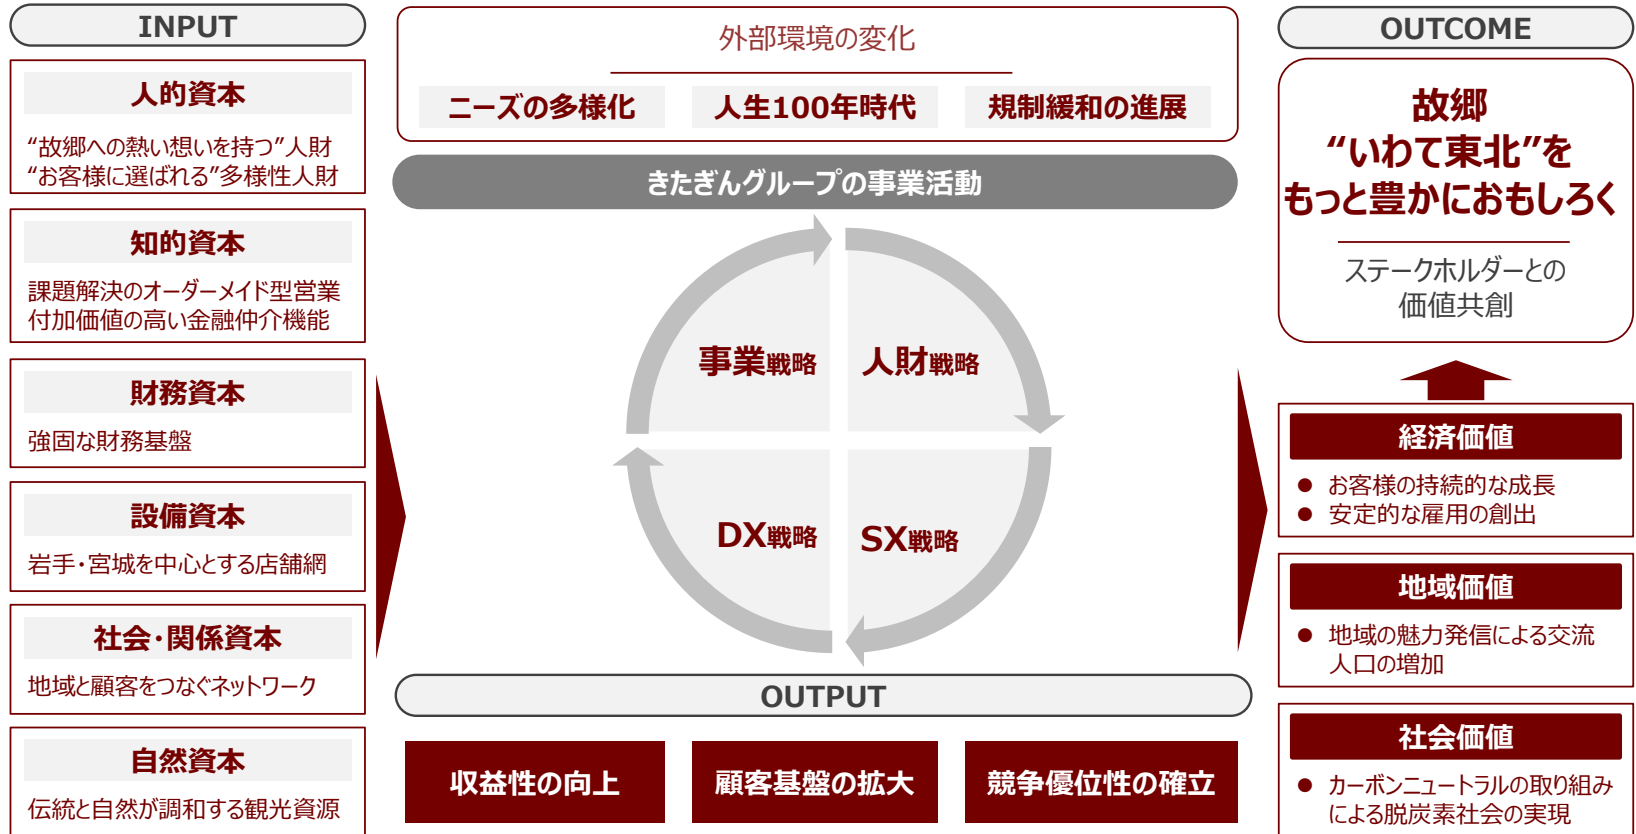 INPUT
人的資本
“故郷への熱い想いを持つ”人財
“お客様に選ばれる”多様性人財
知的資本
課題解決のオーダーメイド型営業
付加価値の高い金融仲介機能
財務資本
強固な財務基盤
設備資本
岩手・宮城を中心とする店舗網
社会・関係資本
地域と顧客をつなぐネットワーク
自然資本
伝統と自然が調和する観光資源
外部環境の変化
ニーズの多様化
人生100年時代
規制緩和の進展
きたぎんグループの事業活動
事業戦略
人財戦略
DX戦略
SX戦略
OUTPUT
収益性の向上
顧客基盤の拡大
競争優位性の確立
OUTCOME
故郷
“いわて東北”を
もっと豊かにおもしろく
ステークホルダーとの
価値共創
経済価値
● お客様の持続的な成長
● 安定的な雇用の創出
地域価値
● 地域の魅力発信による交流
人口の増加
社会価値
● カーボンニュートラルの取り組み
による脱炭素社会の実現